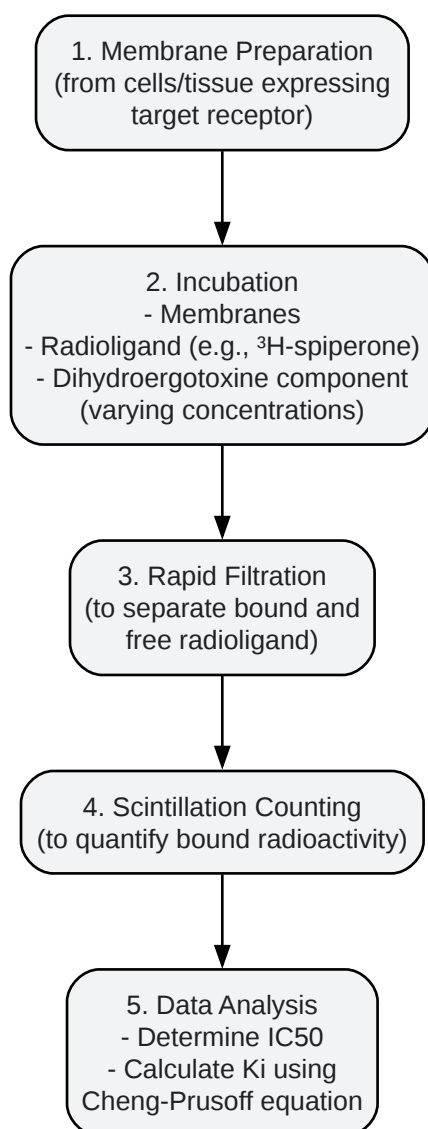 1. Membrane Preparation
(from cells/tissue expressing
target receptor)
2. Incubation
- Membranes
- Radioligand (e.g., ³H-spiperone)
- Dihydroergotoxine component
(varying concentrations)
3. Rapid Filtration
(to separate bound and
free radioligand)
4. Scintillation Counting
(to quantify bound radioactivity)
5. Data Analysis
- Determine IC50
- Calculate Ki using
Cheng-Prusoff equation